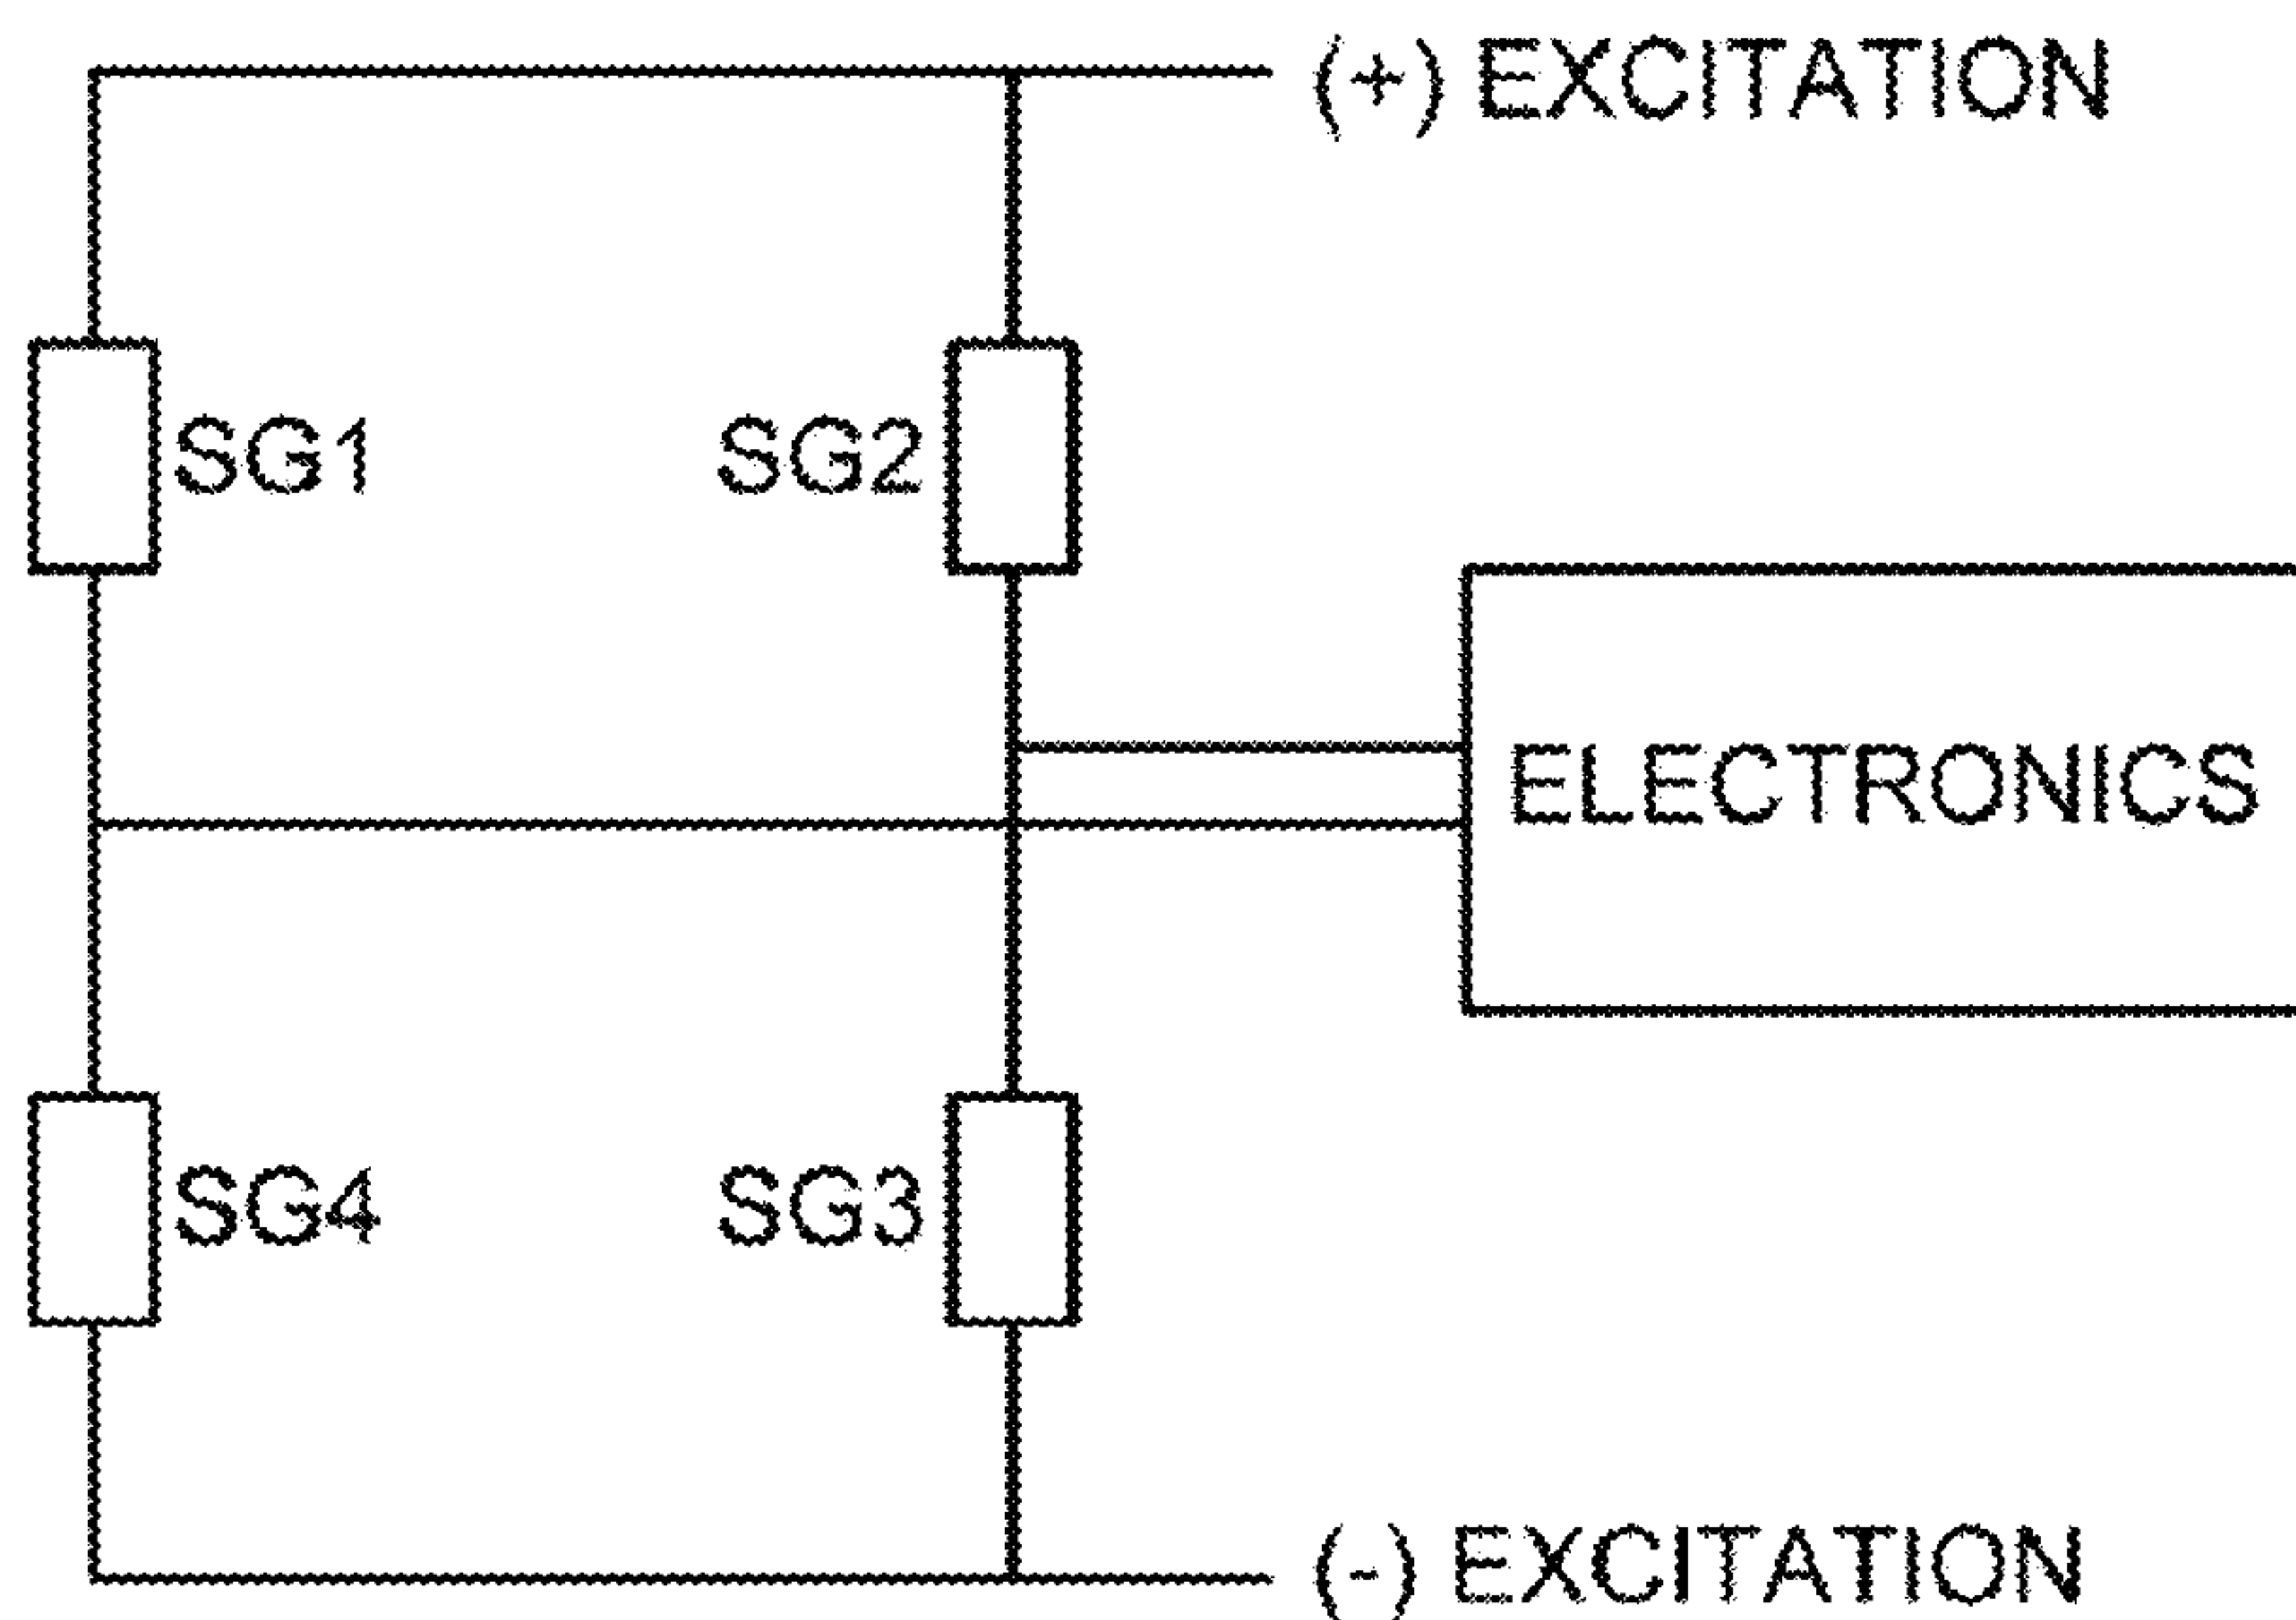 (+) EXCITATION
SG1
SG2
ELECTRONICS
SG4
SG3
(-) EXCITATION